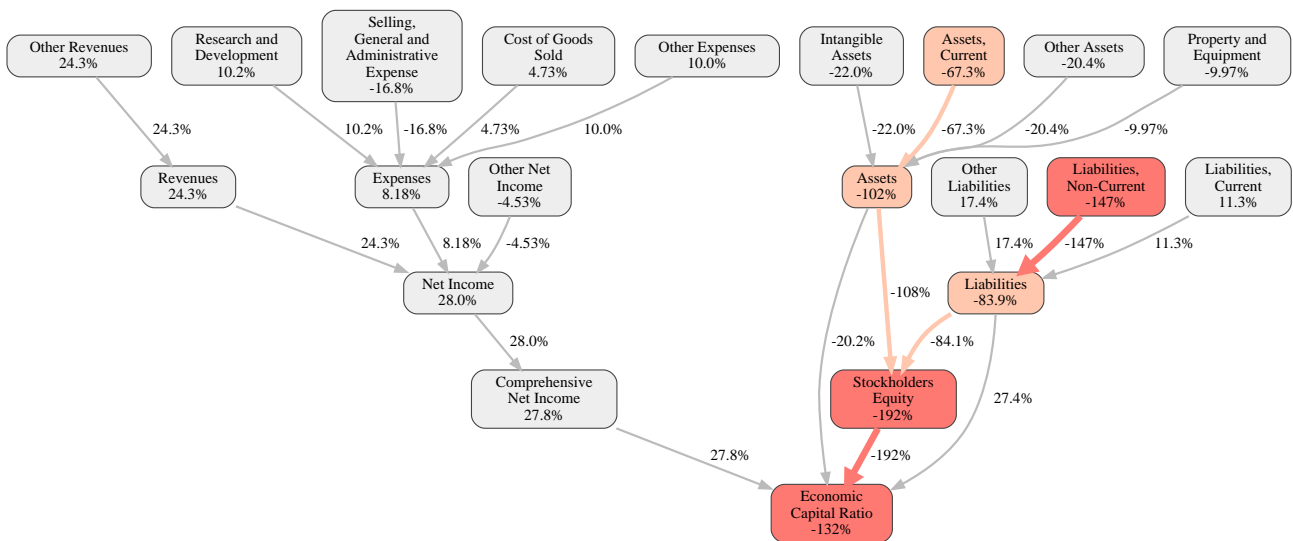 Other Revenues
24.3%
Research and
Development
10.2%
Selling,
General and
Administrative
Expense
-16.8%
Cost of Goods
Sold
4.73%
Other Expenses
10.0%
Intangible
Assets
-22.0%
Assets,
Current
-67.3%
Other Assets
-20.4%
Property and
Equipment
-9.97%
24.3%
10.2%
-16.8%
4.73%
10.0%
-22.0%
-67.3%
-20.4%
-9.97%
Revenues
24.3%
Expenses
8.18%
Other Net
Income
-4.53%
Assets
-102%
Other
Liabilities
17.4%
Liabilities,
Non-Current
-147%
Liabilities,
Current
11.3%
24.3%
8.18%
-4.53%
17.4%
-147%
11.3%
Net Income
28.0%
-108%
Liabilities
-83.9%
28.0%
-20.2%
-84.1%
Comprehensive
Net Income
27.8%
Stockholders
Equity
-192%
27.4%
27.8%
-192%
Economic
Capital Ratio
-132%